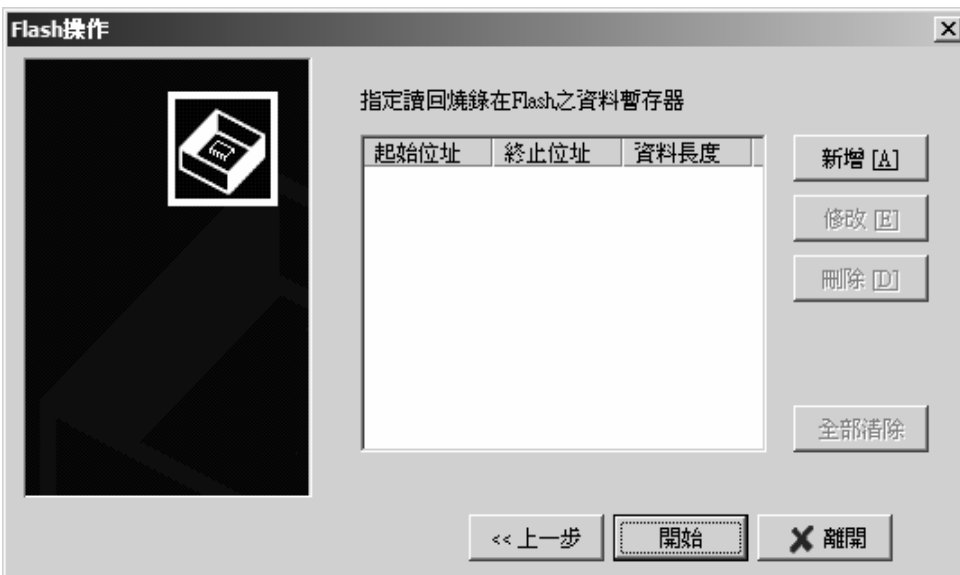 Flash操作
指定讀回燒錄在Flash之資料暫存器
起始位址 終止位址 資料長度
新增 [A]
修改 [E]
刪除 [D]
全部清除
<< 上一步 開始 離開